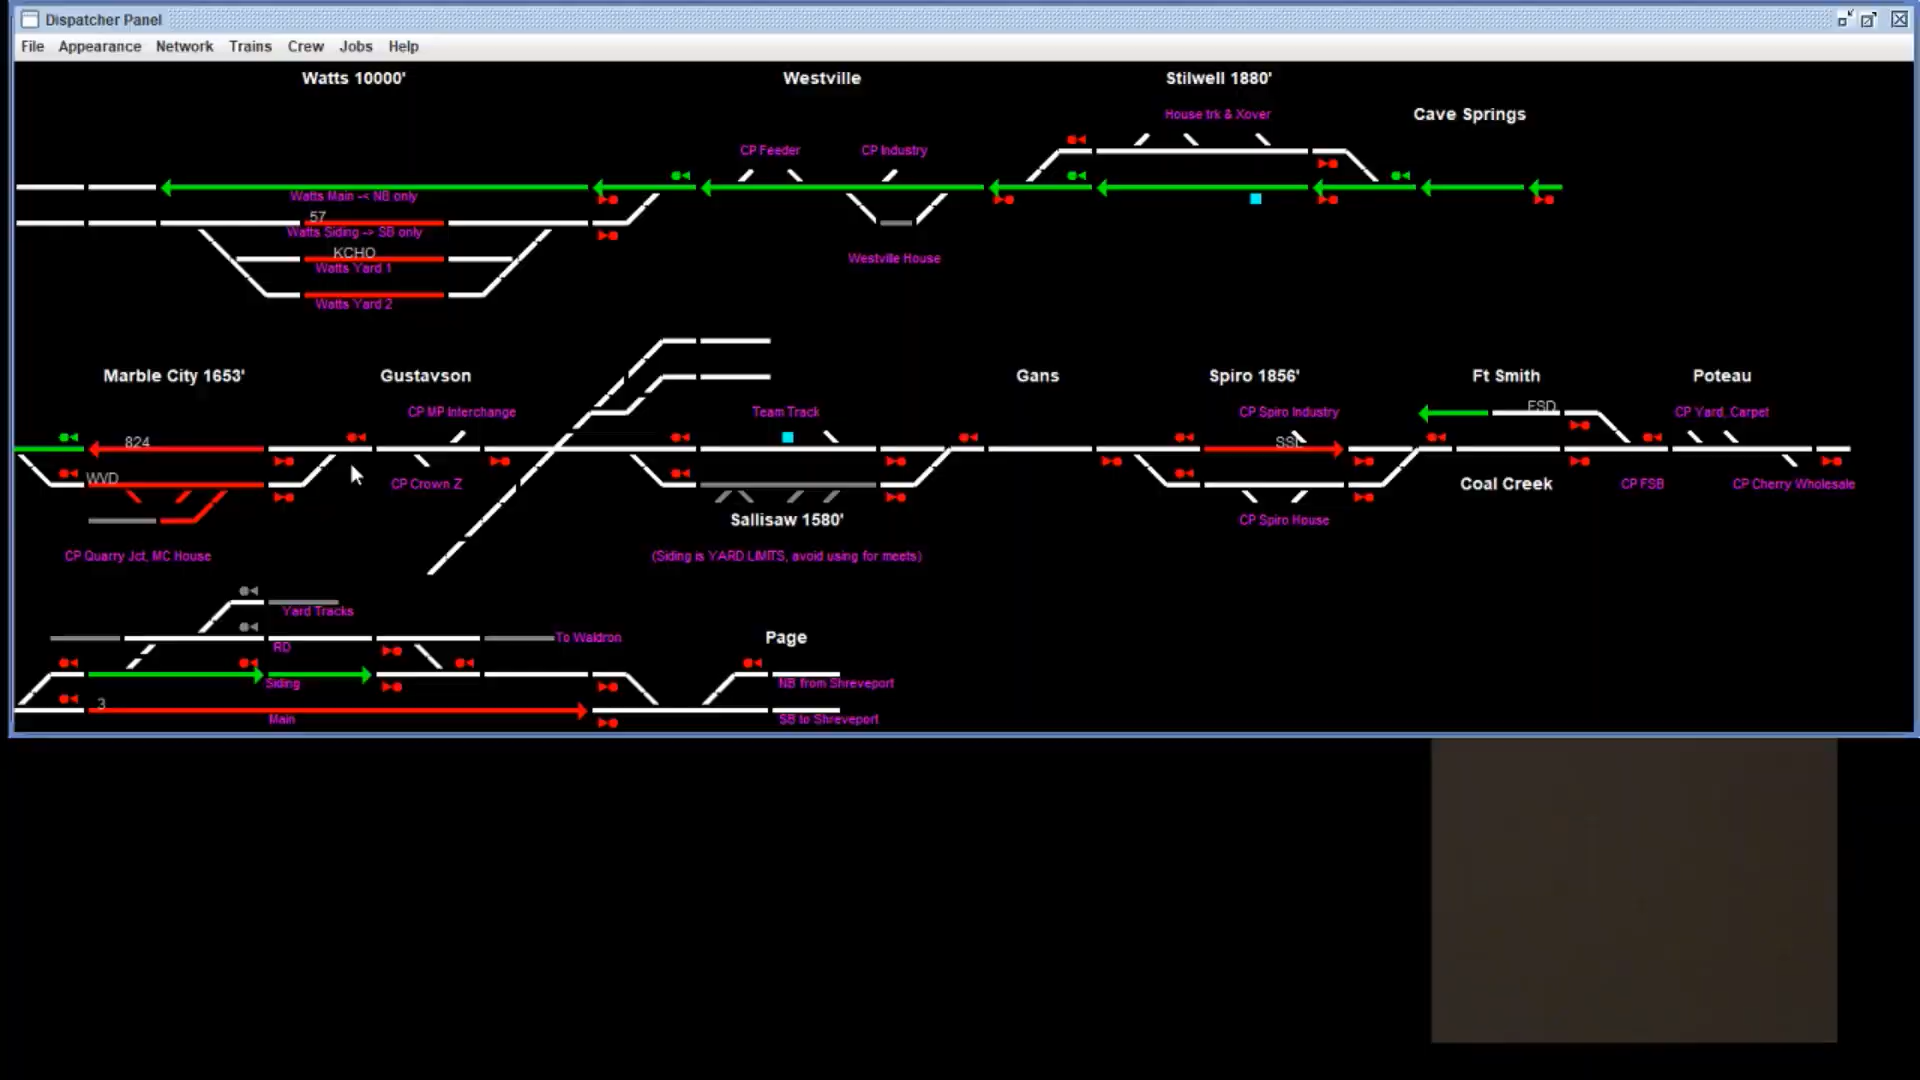 Dispatcher Panel
File Appearance Network Trains Crew Jobs Help
Watts 10000' Westville Stilwell 1880'
House trk & Xover Cave Springs
CP Feeder CP Industry
Watts Main -< NB only
57
Watts Siding -> SB only
KCHO Westville House
Watts Yard 1
Watts Yard 2
Marble City 1653' Gustavson Gans Spiro 1856' Ft Smith Poteau
CP MP Interchange Team Track CP Spiro Industry FSD CP Yard, Carpet
824 SSL
WVD CP Crown Z Coal Creek CP FSB CP Cherry Wholesale
Sallisaw 1580' CP Spiro House
CP Quarry Jct, MC House (Siding is YARD LIMITS, avoid using for meets)
Yard Tracks
RD To Waldron Page
Siding NB from Shreveport
3
Main SB to Shreveport